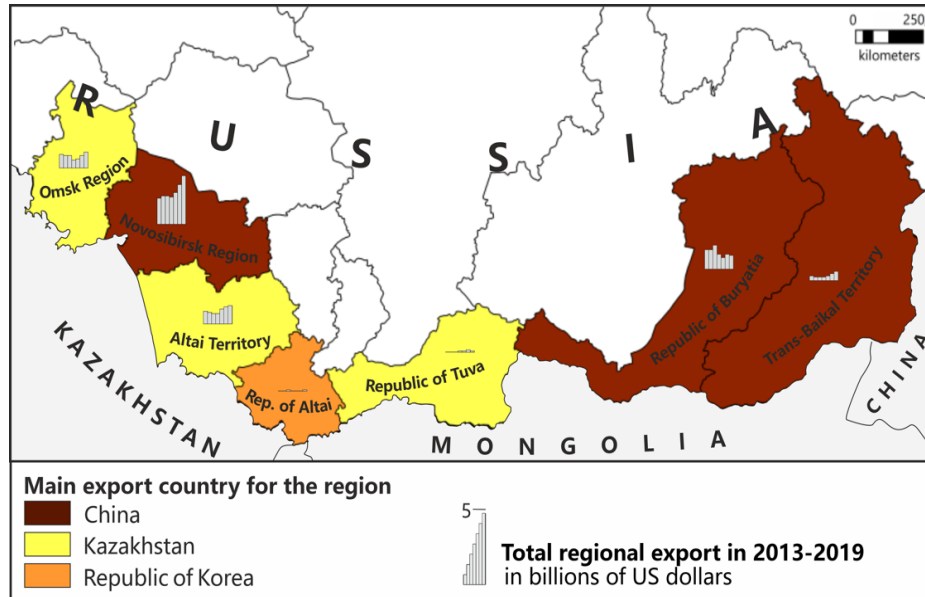 0 250
kilometers
R U S S I A
Omsk Region
Novosibirsk Region
Altai Territory
Rep. of Altai
Republic of Tuva
Republic of Buryatia
Trans-Baikal Territory
KAZAKHSTAN
MONGOLIA
CHINA
Main export country for the region
China
Kazakhstan
Republic of Korea
5
Total regional export in 2013-2019
in billions of US dollars